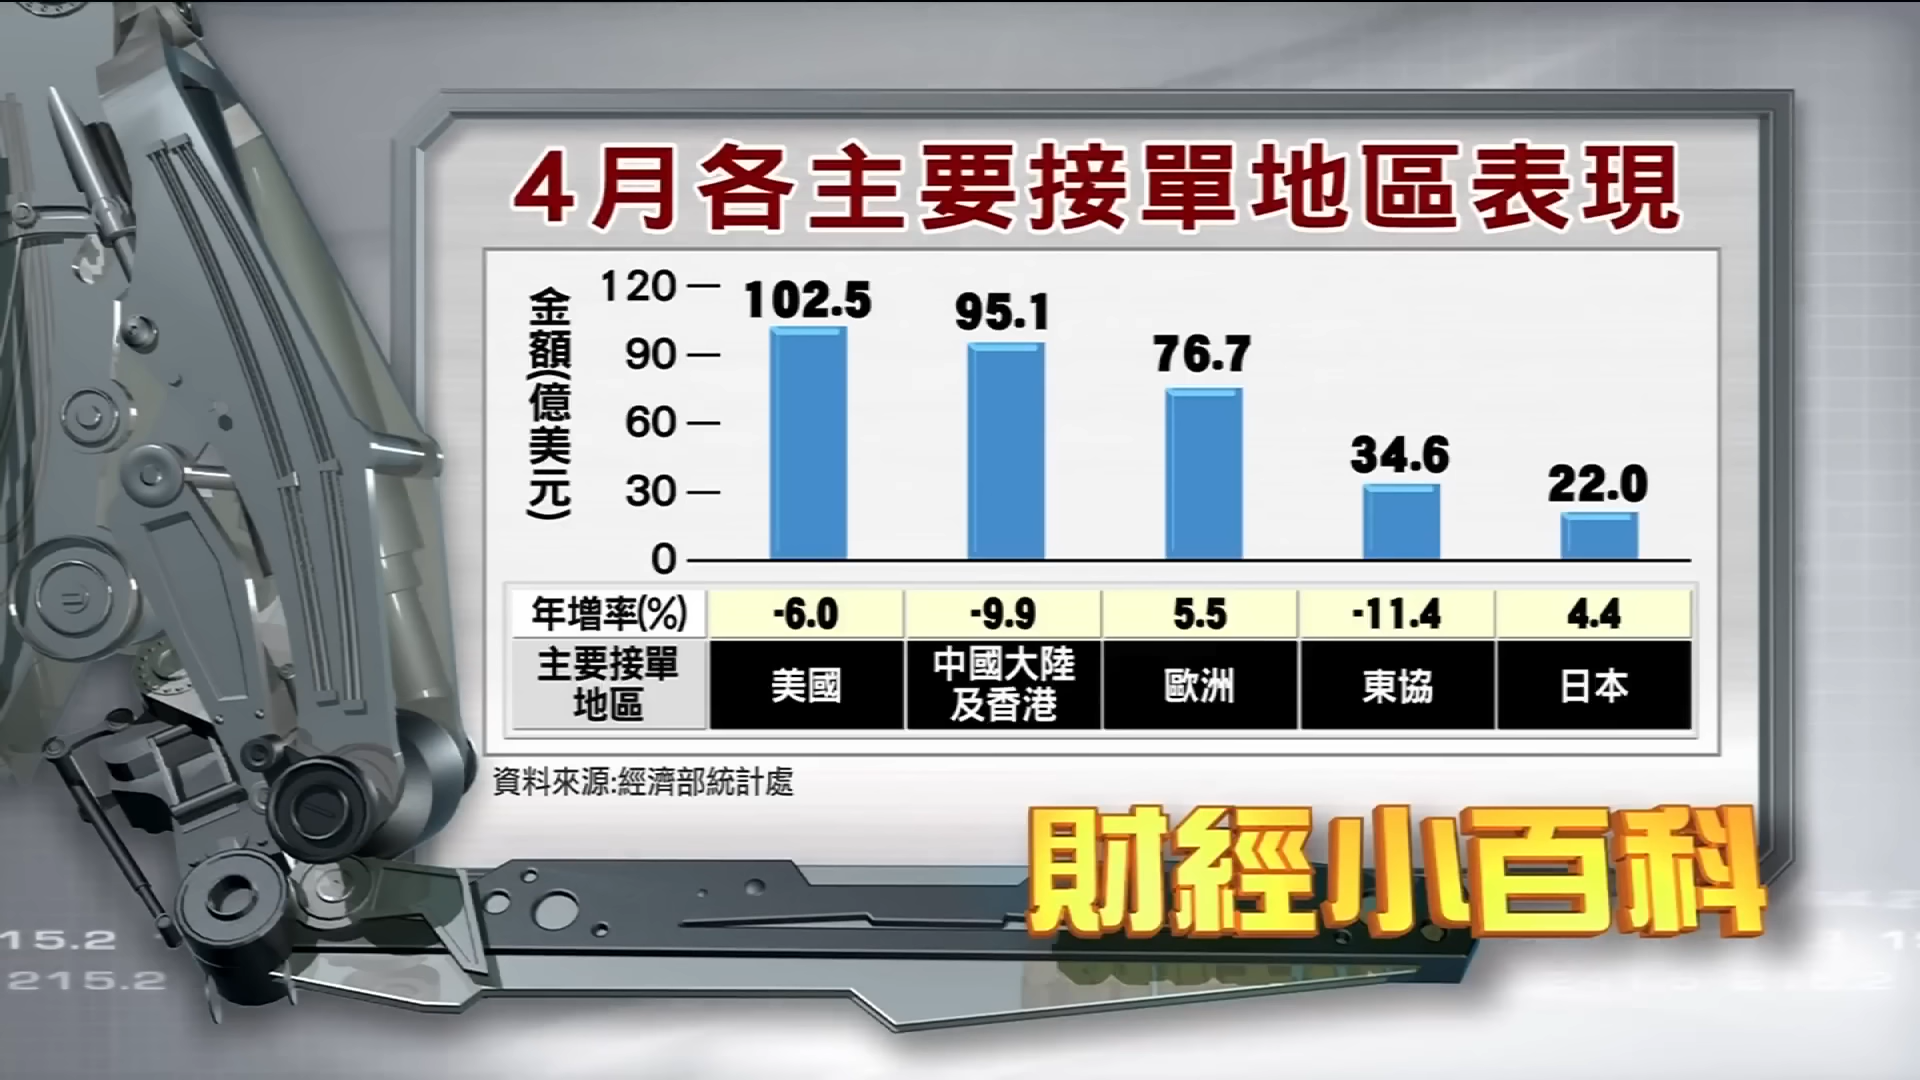 4月各主要接單地區表現
金額(億美元)
120
90
60
30
0
102.5
95.1
76.7
34.6
22.0
年增率(%) -6.0 -9.9 5.5 -11.4 4.4
主要接單地區 美國 中國大陸及香港 歐洲 東協 日本
資料來源:經濟部統計處
財經小百科
15.2
215.2